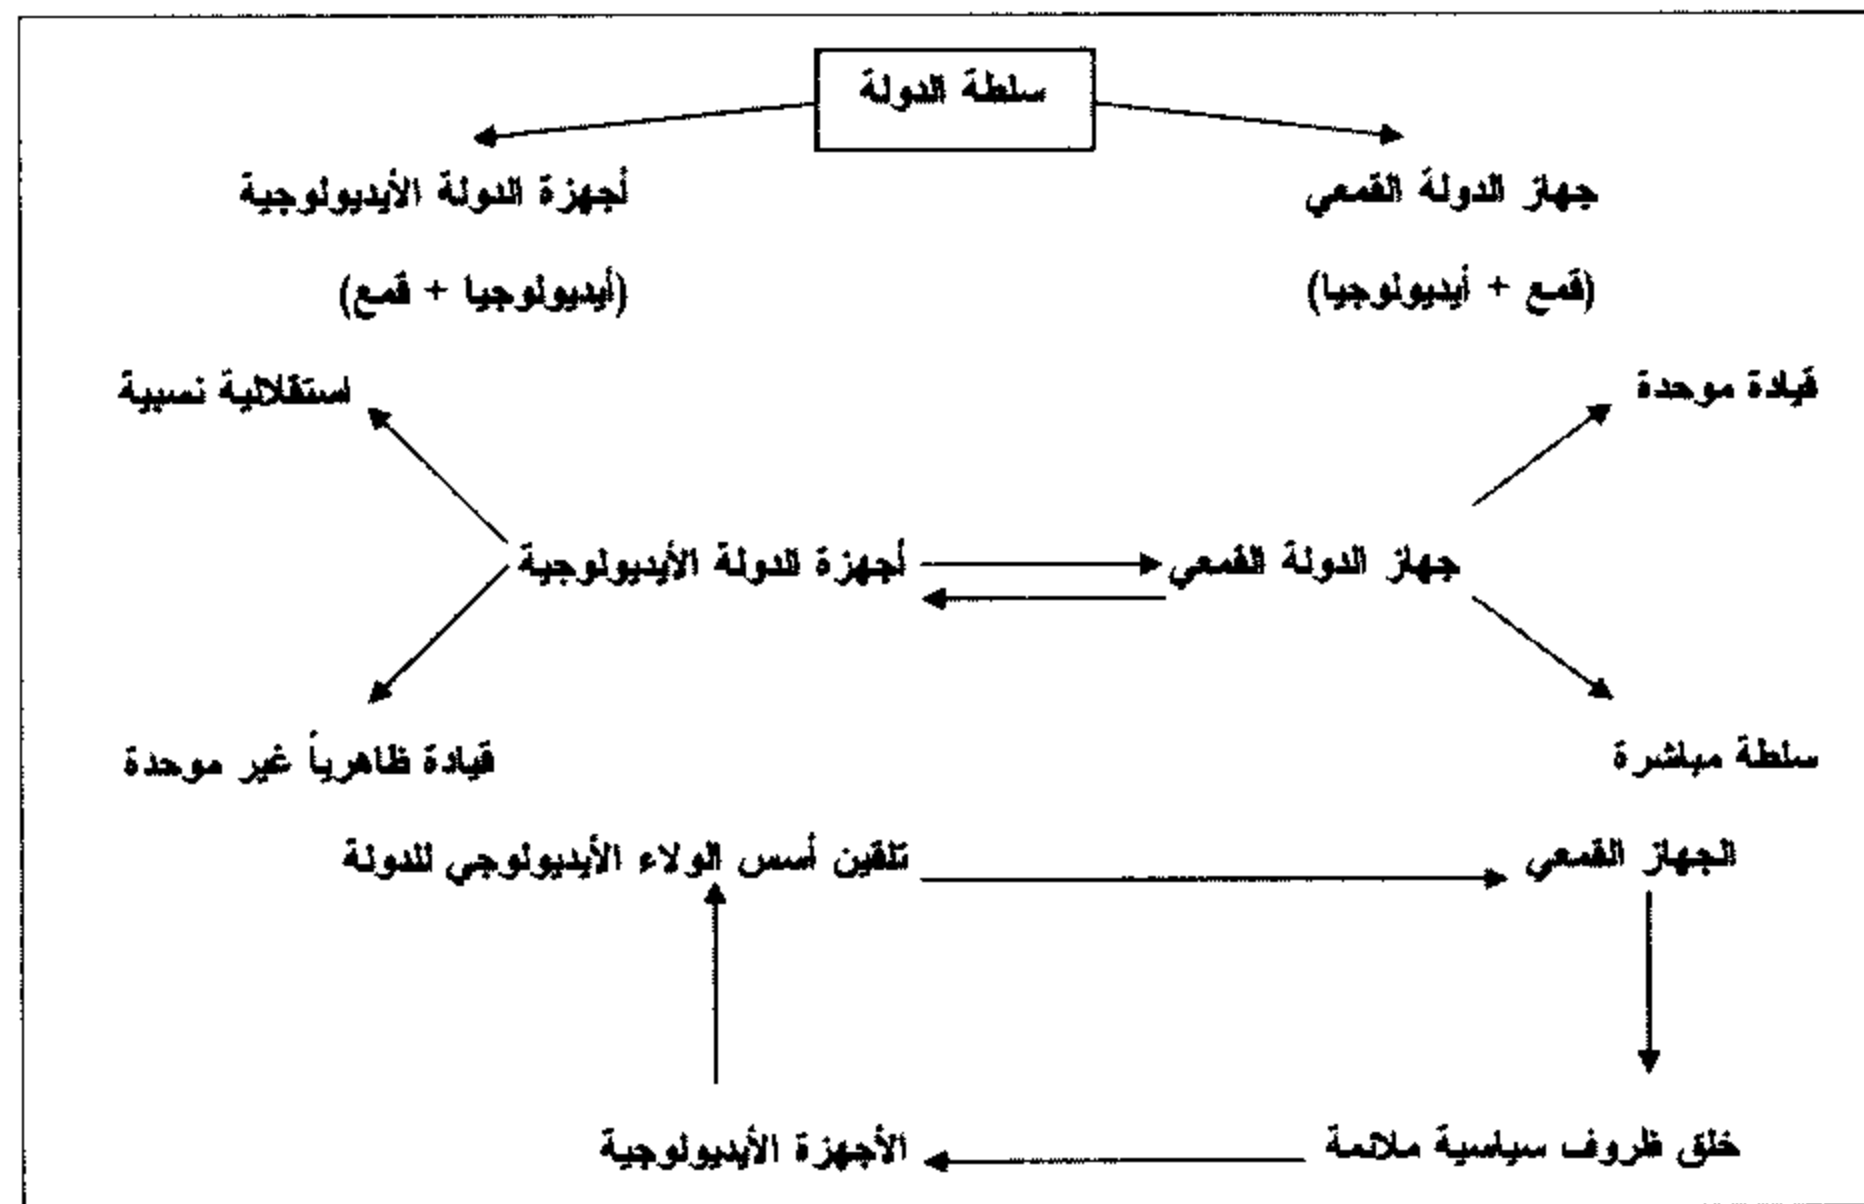 سلطة الدولة
جهاز الدولة القمعي
أجهزة الدولة الأيديولوجية
(قمع + أيديولوجيا)
(أيديولوجيا + قمع)
قيادة موحدة
استقلالية نسبية
جهاز الدولة القمعي
أجهزة الدولة الأيديولوجية
سلطة مباشرة
قيادة ظاهرياً غير موحدة
الجهاز القمعي
تلقين أسس الولاء الأيديولوجي للدولة
خلق ظروف سياسية ملائمة
الأجهزة الأيديولوجية